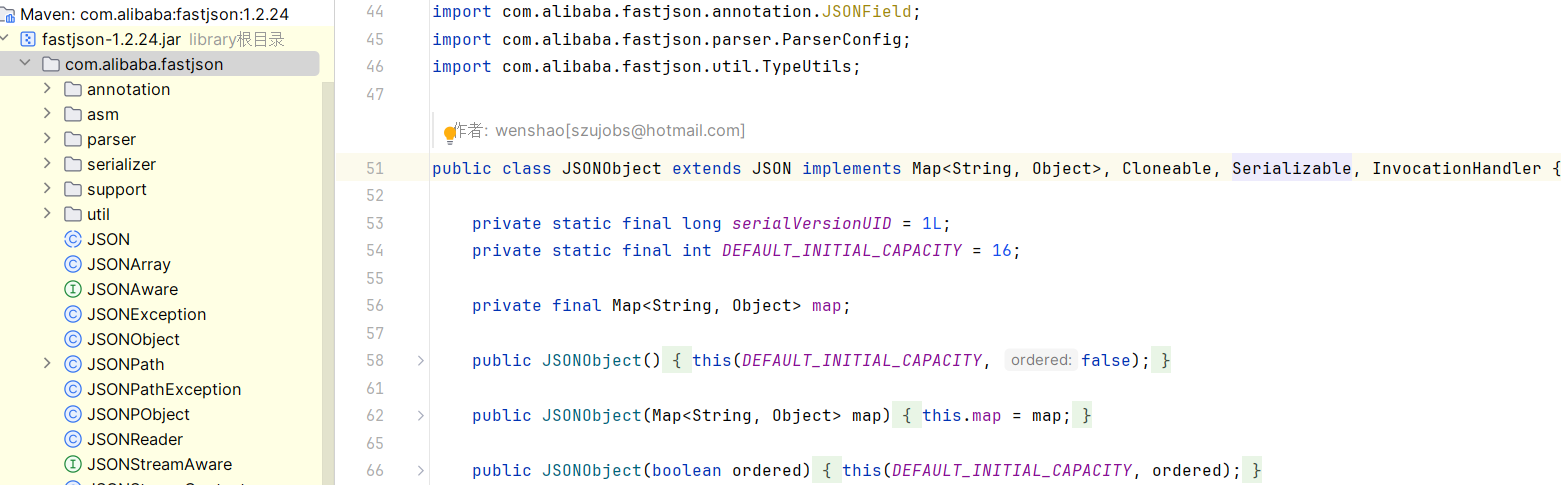 Maven: com.alibaba:fastjson:1.2.24
fastjson-1.2.24.jar library根目录
com.alibaba.fastjson
annotation
asm
parser
serializer
support
util
JSON
JSONArray
JSONAware
JSONException
JSONObject
JSONPath
JSONPathException
JSONPObject
JSONReader
JSONStreamAware
44 import com.alibaba.fastjson.annotation.JSONField;
45 import com.alibaba.fastjson.parser.ParserConfig;
46 import com.alibaba.fastjson.util.TypeUtils;
47
作者: wenshao[szujobs@hotmail.com]
51 public class JSONObject extends JSON implements Map<String, Object>, Cloneable, Serializable, InvocationHandler {
52
53 private static final long serialVersionUID = 1L;
54 private static final int DEFAULT_INITIAL_CAPACITY = 16;
55
56 private final Map<String, Object> map;
57
58 public JSONObject() { this(DEFAULT_INITIAL_CAPACITY, ordered: false); }
61
62 public JSONObject(Map<String, Object> map) { this.map = map; }
65
66 public JSONObject(boolean ordered) { this(DEFAULT_INITIAL_CAPACITY, ordered); }